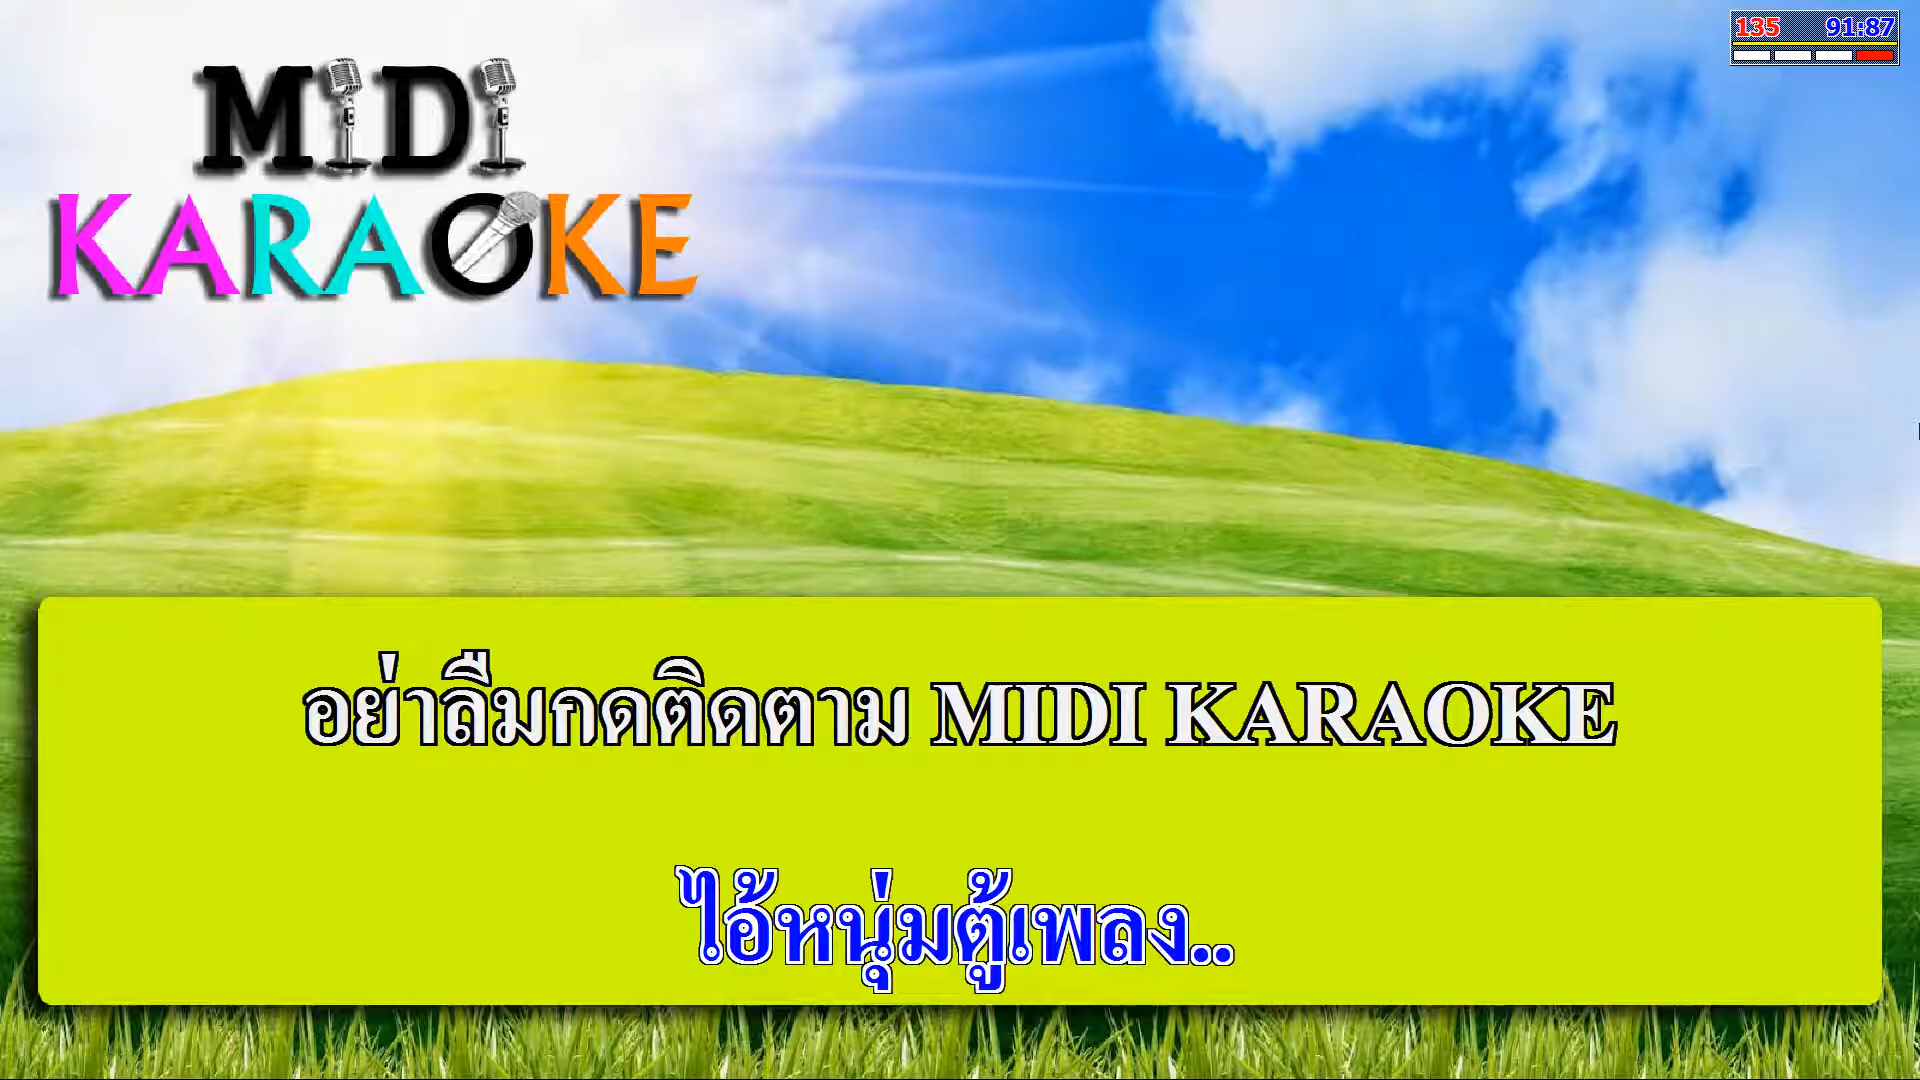 135 91:87
MiDi
KARAOKE
อย่าลืมกดติดตาม MIDI KARAOKE
ไอ้หนุ่มตู้เพลง..